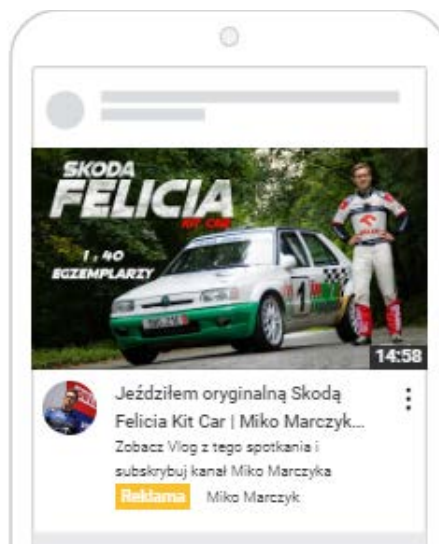 SKODA
FELICIA
KIT CAR
1 z 40
EGZEMPLARZY
1
14:58
Jeździłem oryginalną Skodą
Felicia Kit Car | Miko Marczyk...
Zobacz Vlog z tego spotkania i
subskrybuj kanał Miko Marczyka
Reklama Miko Marczyk